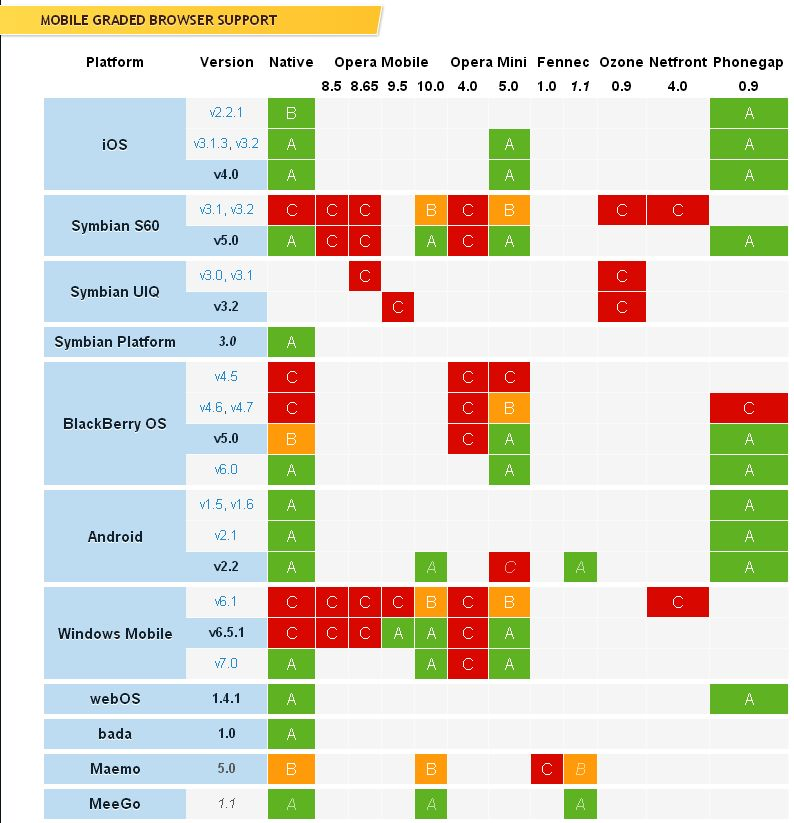 MOBILE GRADED BROWSER SUPPORT
Platform Version Native Opera Mobile Opera Mini Fennec Ozone Netfront Phonegap
8.5 8.65 9.5 10.0 4.0 5.0 1.0 1.1 0.9 4.0 0.9
v2.2.1 B A
iOS v3.1.3, v3.2 A A A
v4.0 A A A
v3.1, v3.2 C C C B C B C C
Symbian S60
v5.0 A C C A C A A
v3.0, v3.1 C C
Symbian UIQ
v3.2 C C
Symbian Platform 3.0 A
v4.5 C C C
v4.6, v4.7 C C B C
BlackBerry OS
v5.0 B C A A
v6.0 A A A
v1.5, v1.6 A A
Android v2.1 A A
v2.2 A A C A A
v6.1 C C C C B C B C
Windows Mobile v6.5.1 C C C A A C A
v7.0 A A C A
webOS 1.4.1 A A
bada 1.0 A
Maemo 5.0 B B C B
MeeGo 1.1 A A A